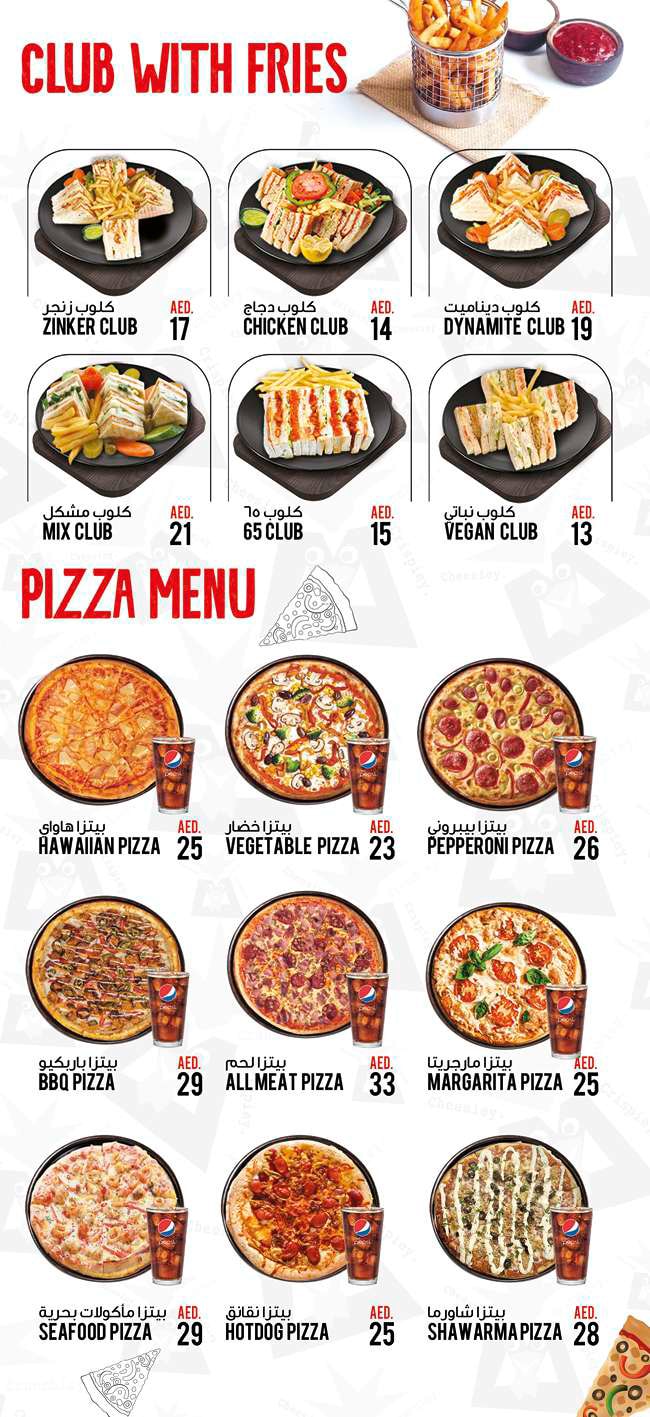 CLUB WITH FRIES
كلوب زنجر AED.
ZINKER CLUB 17
كلوب دجاج AED.
CHICKEN CLUB 14
كلوب ديناميت AED.
DYNAMITE CLUB 19
كلوب مشكل AED.
MIX CLUB 21
كلوب ٦٥ AED.
65 CLUB 15
كلوب نباتي AED.
VEGAN CLUB 13
PIZZA MENU
بيتزا هاواي AED.
HAWAIIAN PIZZA 25
بيتزا خضار AED.
VEGETABLE PIZZA 23
بيتزا بيبروني AED.
PEPPERONI PIZZA 26
بيتزا باربكيو AED.
BBQ PIZZA 29
بيتزا لحم AED.
ALL MEAT PIZZA 33
بيتزا مارجريتا AED.
MARGARITA PIZZA 25
بيتزا مأكولات بحرية AED.
SEAFOOD PIZZA 29
بيتزا نقانق AED.
HOTDOG PIZZA 25
بيتزا شاورما AED.
SHAWARMA PIZZA 28